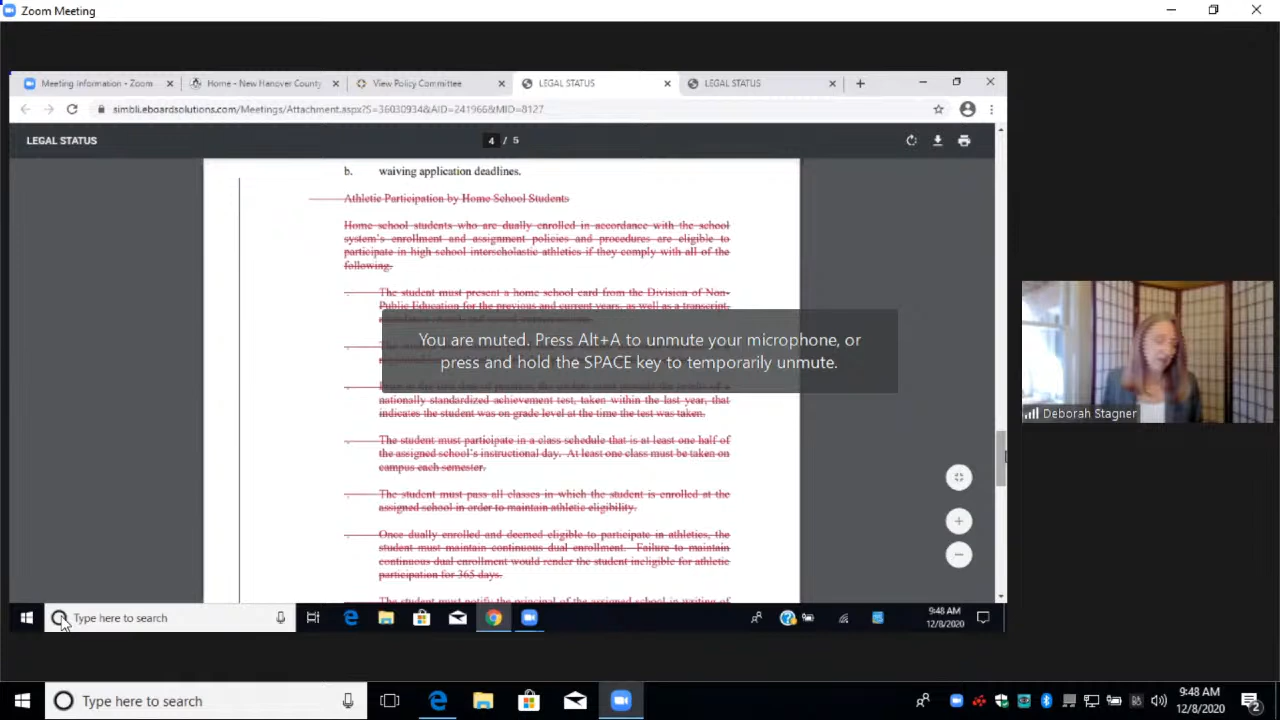 Zoom Meeting
Meeting Information - Zoom
Home - New Hanover County
View Policy Committee
LEGAL STATUS
LEGAL STATUS
simbli.eboardsolutions.com/Meetings/Attachment.aspx?S=36030934&AID=241966&MID=8127
LEGAL STATUS
4 / 5
b. waiving application deadlines.
Athletic Participation by Home School Students
Home school students who are dually enrolled in accordance with the school
system's enrollment and assignment policies and procedures are eligible to
participate in high school interscholastic athletics if they comply with all of the
following.
The student must present a home school card from the Division of Non-
Public Education for the previous and current years, as well as a transcript,
You are muted. Press Alt+A to unmute your microphone, or
press and hold the SPACE key to temporarily unmute.
nationally standardized achievement test, taken within the last year, that
indicates the student was on grade level at the time the test was taken.
The student must participate in a class schedule that is at least one half of
the assigned school's instructional day. At least one class must be taken on
campus each semester.
The student must pass all classes in which the student is enrolled at the
assigned school in order to maintain athletic eligibility.
Once dually enrolled and deemed eligible to participate in athletics, the
student must maintain continuous dual enrollment. Failure to maintain
continuous dual enrollment would render the student ineligible for athletic
participation for 365 days.
The student must notify the principal of the assigned school in writing of
Deborah Stagner
Type here to search
9:48 AM
12/8/2020
Type here to search
9:48 AM
12/8/2020
2